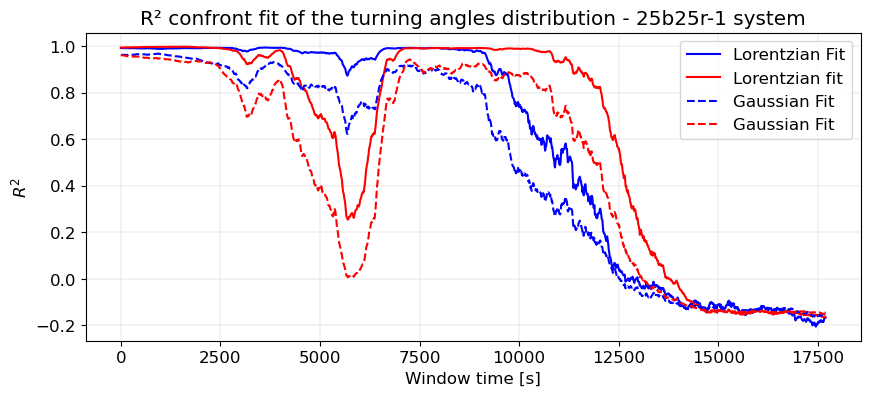 R² confront fit of the turning angles distribution - 25b25r-1 system
1.0
0.8
0.6
0.4
0.2
0.0
−0.2
R²
0
2500
5000
7500
10000
12500
15000
17500
Window time [s]
Lorentzian Fit
Lorentzian fit
Gaussian Fit
Gaussian Fit